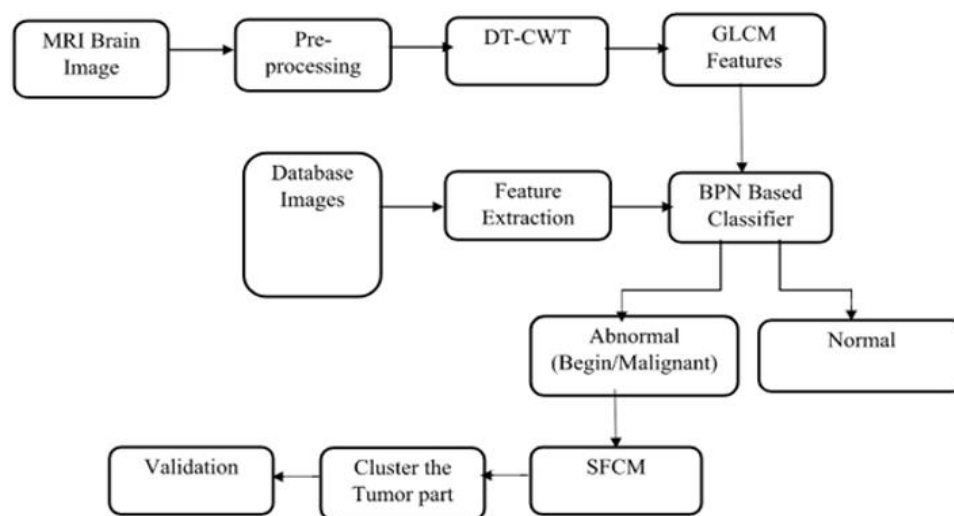 MRI Brain
Image
Pre-
processing
DT-CWT
GLCM
Features
Database
Images
Feature
Extraction
BPN Based
Classifier
Abnormal
(Begin/Malignant)
Normal
Validation
Cluster the
Tumor part
SFCM